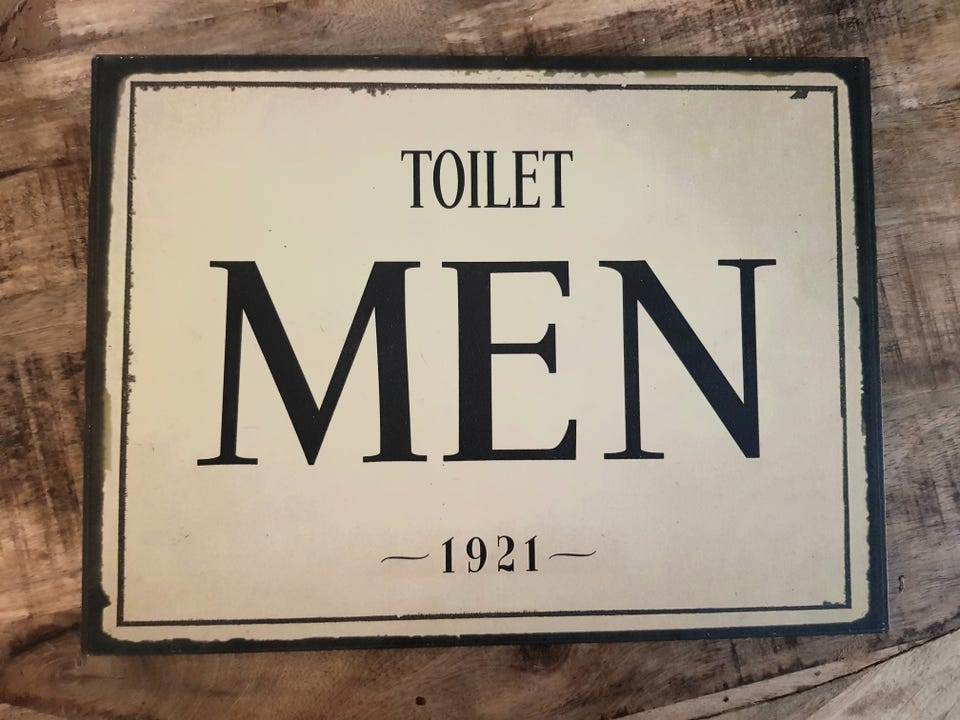 TOILET
MEN
~1921~